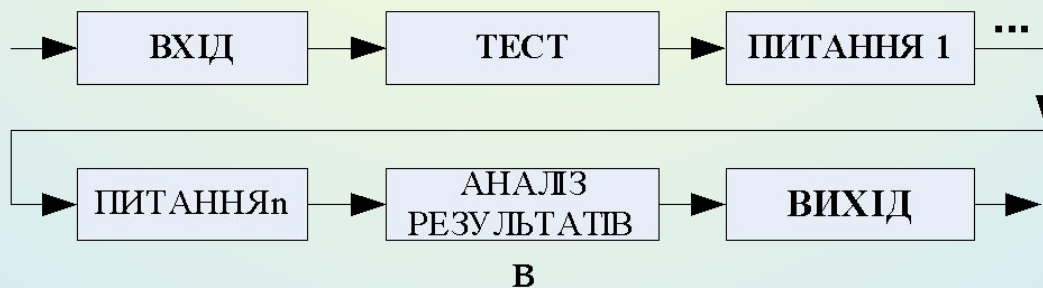 ВХІД
ТЕСТ
ПИТАННЯ 1
...
ПИТАННЯn
АНАЛІЗ
РЕЗУЛЬТАТІВ
ВИХІД
в